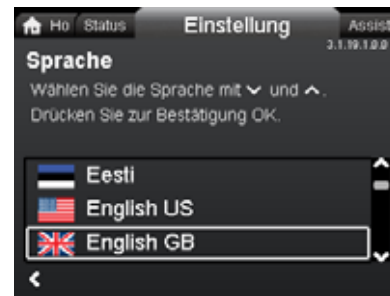 Ho Status Einstellung Assist
3.1.19.1.0.0
Sprache
Wählen Sie die Sprache mit ⌄ und ⌃.
Drücken Sie zur Bestätigung OK.
Eesti
English US
English GB